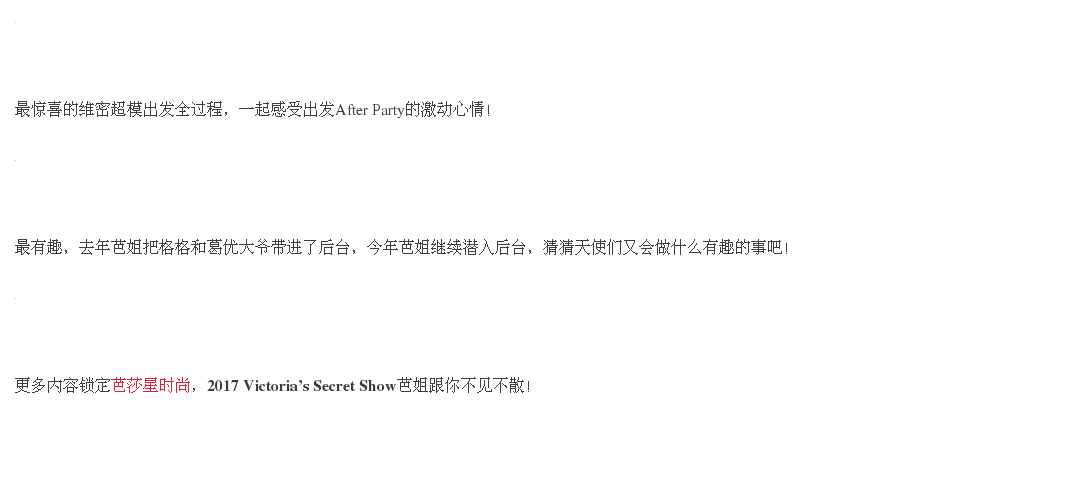 最惊喜的维密超模出发全过程，一起感受出发After Party的激动心情!
最有趣，去年芭姐把格格和葛优大爷带进了后台，今年芭姐继续潜入后台，猜猜天使们又会做什么有趣的事吧!
更多内容锁定芭莎星时尚，2017 Victoria’s Secret Show芭姐跟你不见不散!